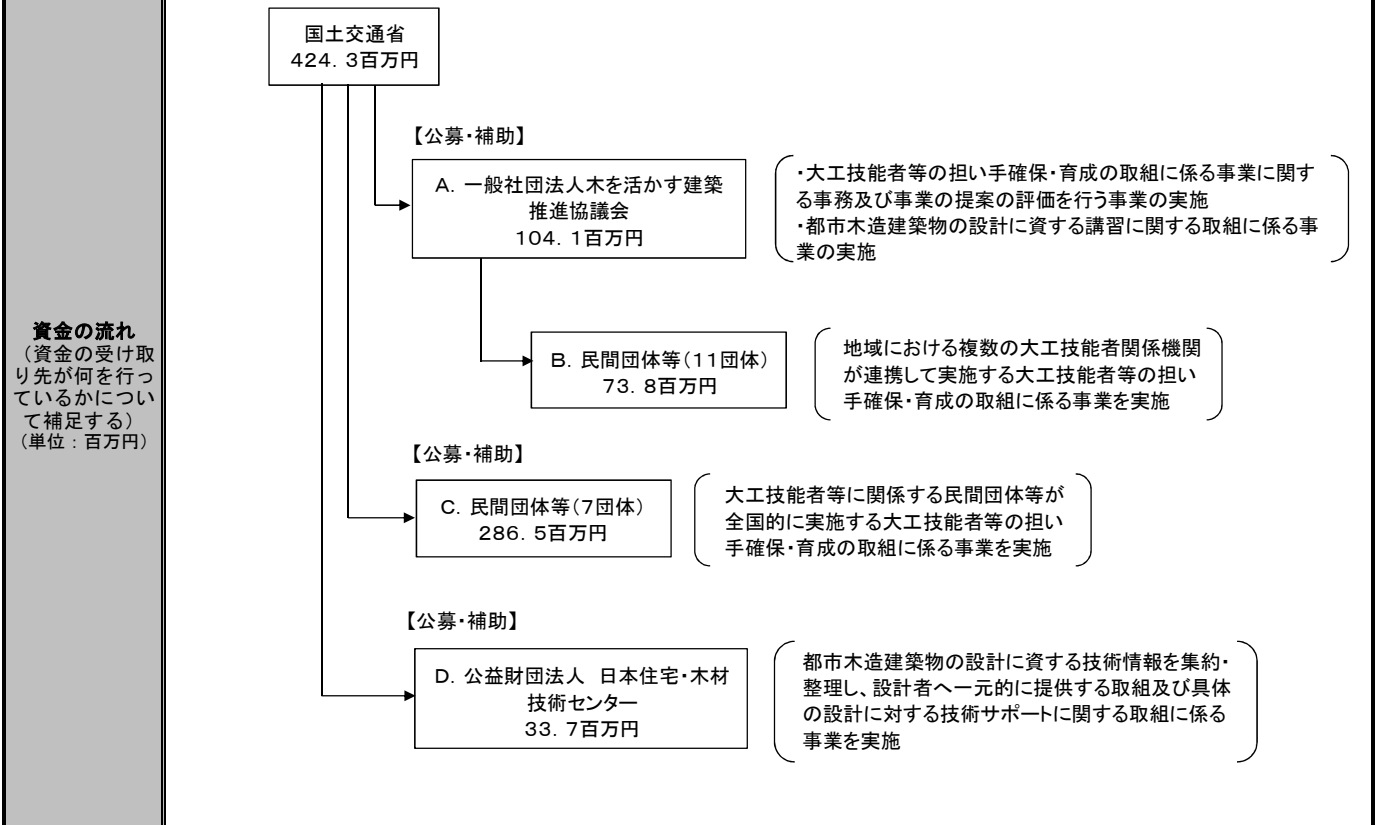 資金の流れ
（資金の受け取
り先が何を行っ
ているかについ
て補足する）
（単位：百万円）
国土交通省
４２４．３百万円
【公募・補助】
Ａ．一般社団法人木を活かす建築
推進協議会
１０４．１百万円
・大工技能者等の担い手確保・育成の取組に係る事業に関す
る事務及び事業の提案の評価を行う事業の実施
・都市木造建築物の設計に資する講習に関する取組に係る事
業の実施
Ｂ．民間団体等（１１団体）
７３．８百万円
地域における複数の大工技能者関係機関
が連携して実施する大工技能者等の担い
手確保・育成の取組に係る事業を実施
【公募・補助】
Ｃ．民間団体等（７団体）
２８６．５百万円
大工技能者等に関係する民間団体等が
全国的に実施する大工技能者等の担い
手確保・育成の取組に係る事業を実施
【公募・補助】
Ｄ．公益財団法人　日本住宅・木材
技術センター
３３．７百万円
都市木造建築物の設計に資する技術情報を集約・
整理し、設計者へ一元的に提供する取組及び具体
の設計に対する技術サポートに関する取組に係る
事業を実施